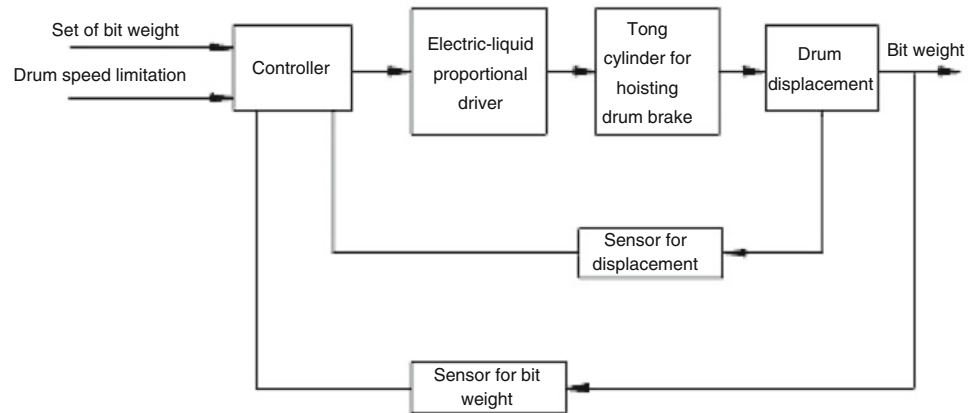 Set of bit weight
Drum speed limitation
Controller
Electric-liquid
proportional
driver
Tong
cylinder for
hoisting
drum brake
Drum
displacement
Bit weight
Sensor for
displacement
Sensor for bit
weight